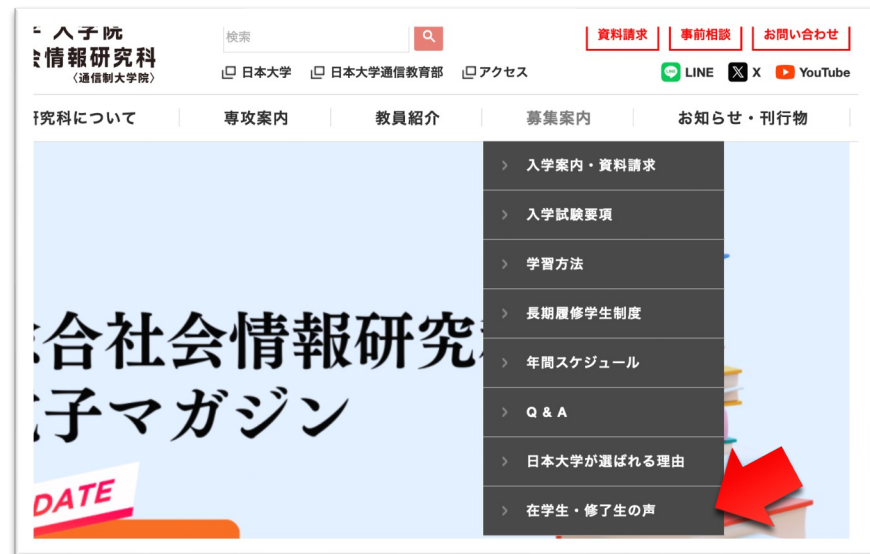 大学院
会情報研究科
〈通信制大学院〉
検索
資料請求
事前相談
お問い合わせ
日本大学
日本大学通信教育部
アクセス
LINE
X
YouTube
研究科について
専攻案内
教員紹介
募集案内
お知らせ・刊行物
入学案内・資料請求
入学試験要項
学習方法
長期履修学生制度
年間スケジュール
Q & A
日本大学が選ばれる理由
在学生・修了生の声
合社会情報研究
子マガジン
DATE